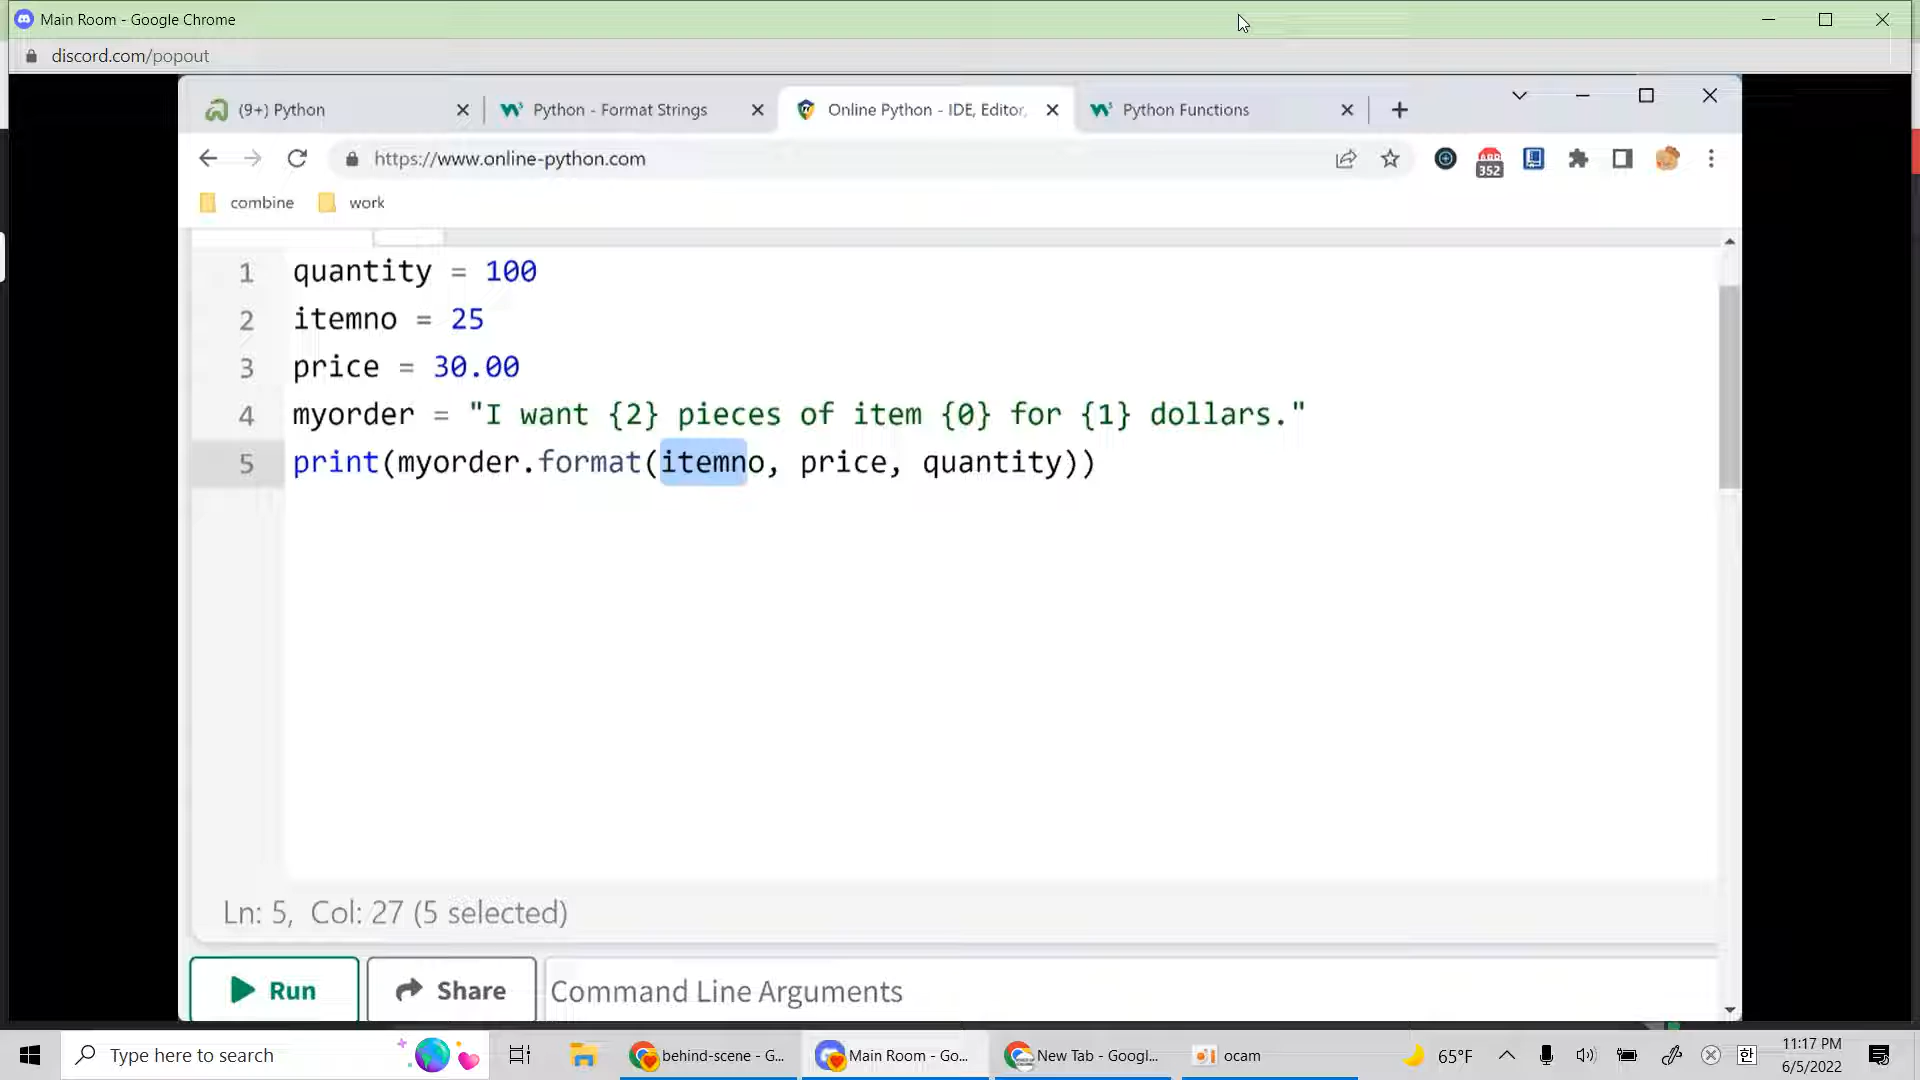 Main Room - Google Chrome
discord.com/popout
(9+) Python
Python - Format Strings
Online Python - IDE, Editor,
Python Functions
https://www.online-python.com
352
combine
work
1 quantity = 100
2 itemno = 25
3 price = 30.00
4 myorder = "I want {2} pieces of item {0} for {1} dollars."
5 print(myorder.format(itemno, price, quantity))
Ln: 5, Col: 27 (5 selected)
Run
Share
Command Line Arguments
Type here to search
behind-scene - G...
Main Room - Go...
New Tab - Googl...
ocam
65°F
한
11:17 PM
6/5/2022